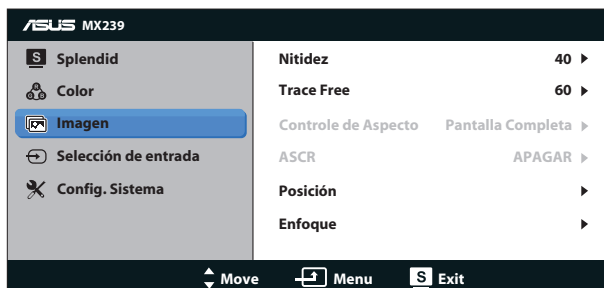 ASUS MX239
S Splendid
Color
Imagen
Selección de entrada
Config. Sistema
Nitidez 40
Trace Free 60
Controle de Aspecto Pantalla Completa
ASCR APAGAR
Posición
Enfoque
Move Menu S Exit